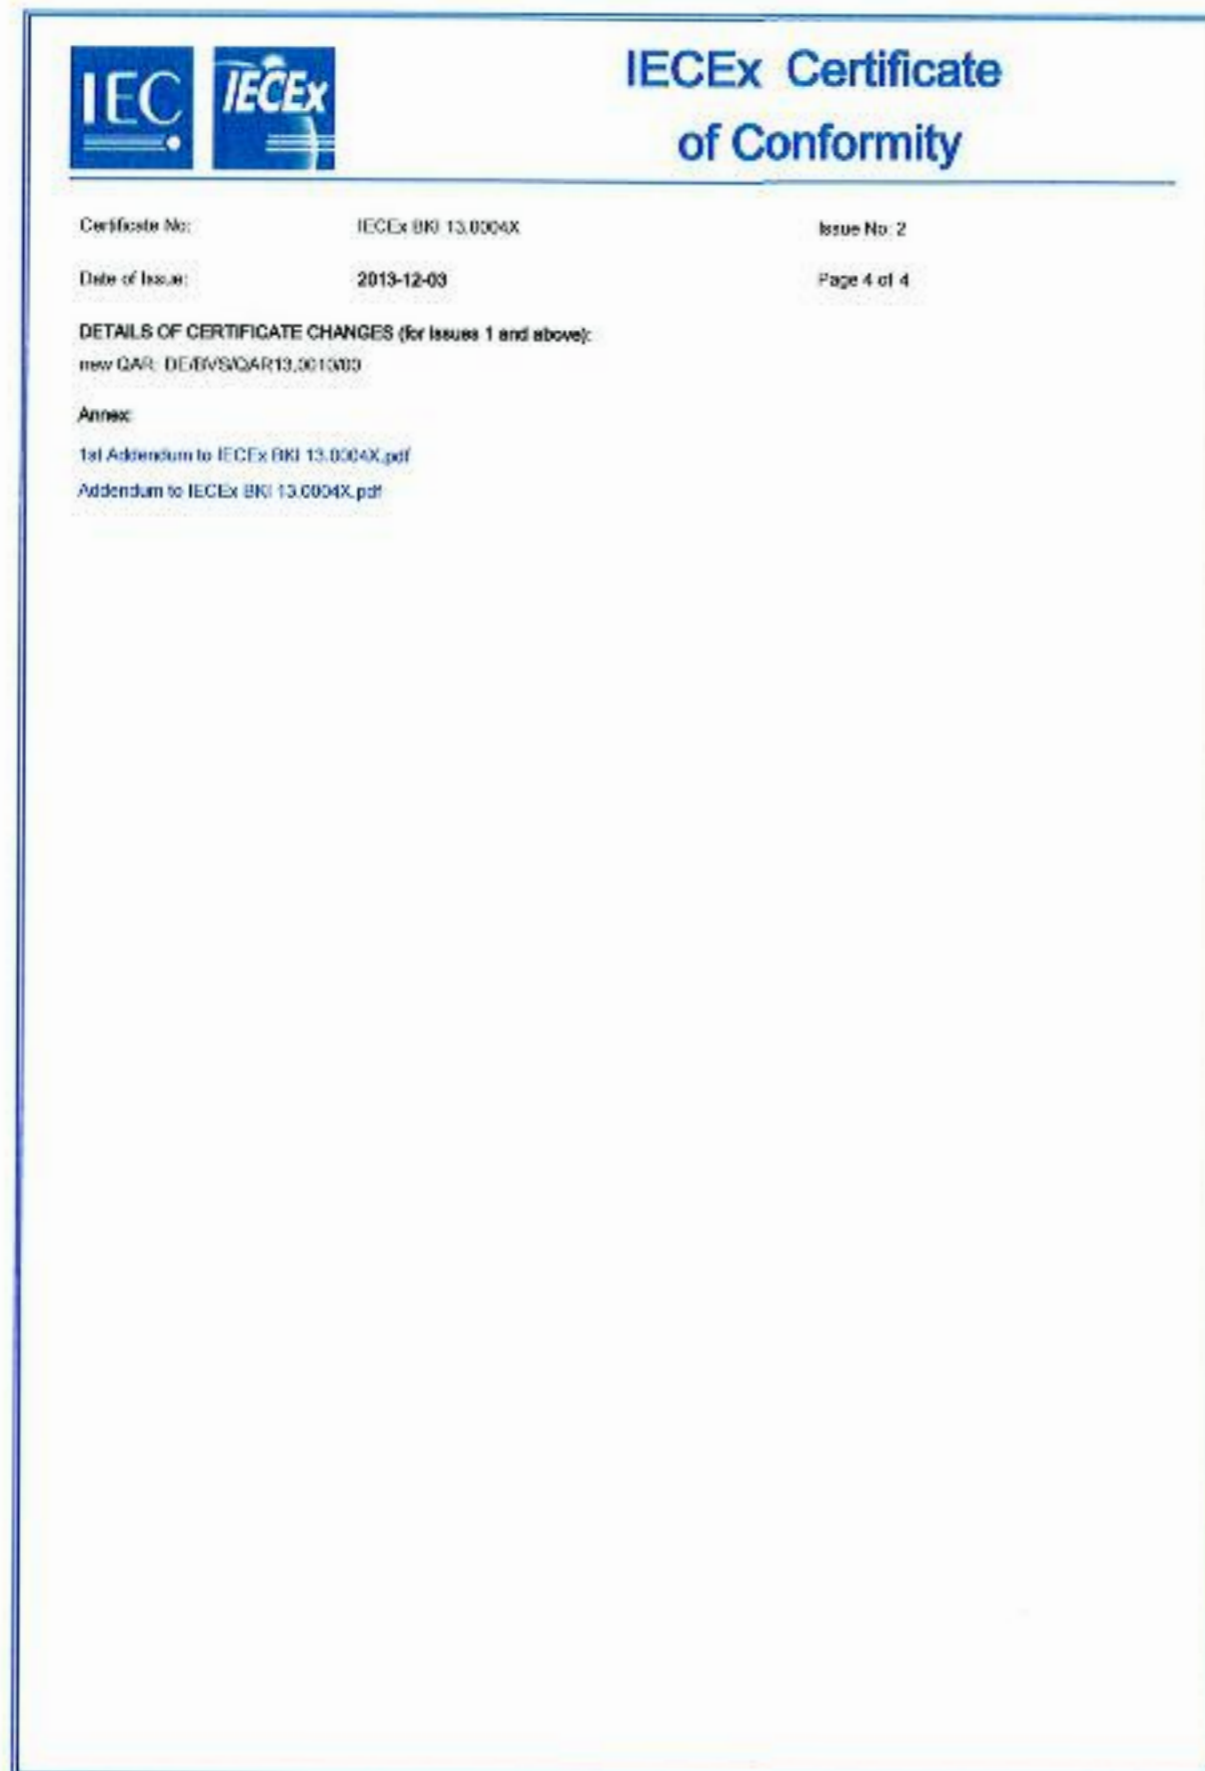 IEC IECEx
IECEx Certificate
of Conformity
Certificate No: IECEx BKI 13.0004X Issue No: 2
Date of Issue: 2013-12-03 Page 4 of 4
DETAILS OF CERTIFICATE CHANGES (for issues 1 and above):
new QAR: DE/BVS/QAR13.0010/00
Annex:
1st Addendum to IECEx BKI 13.0004X.pdf
Addendum to IECEx BKI 13.0004X.pdf